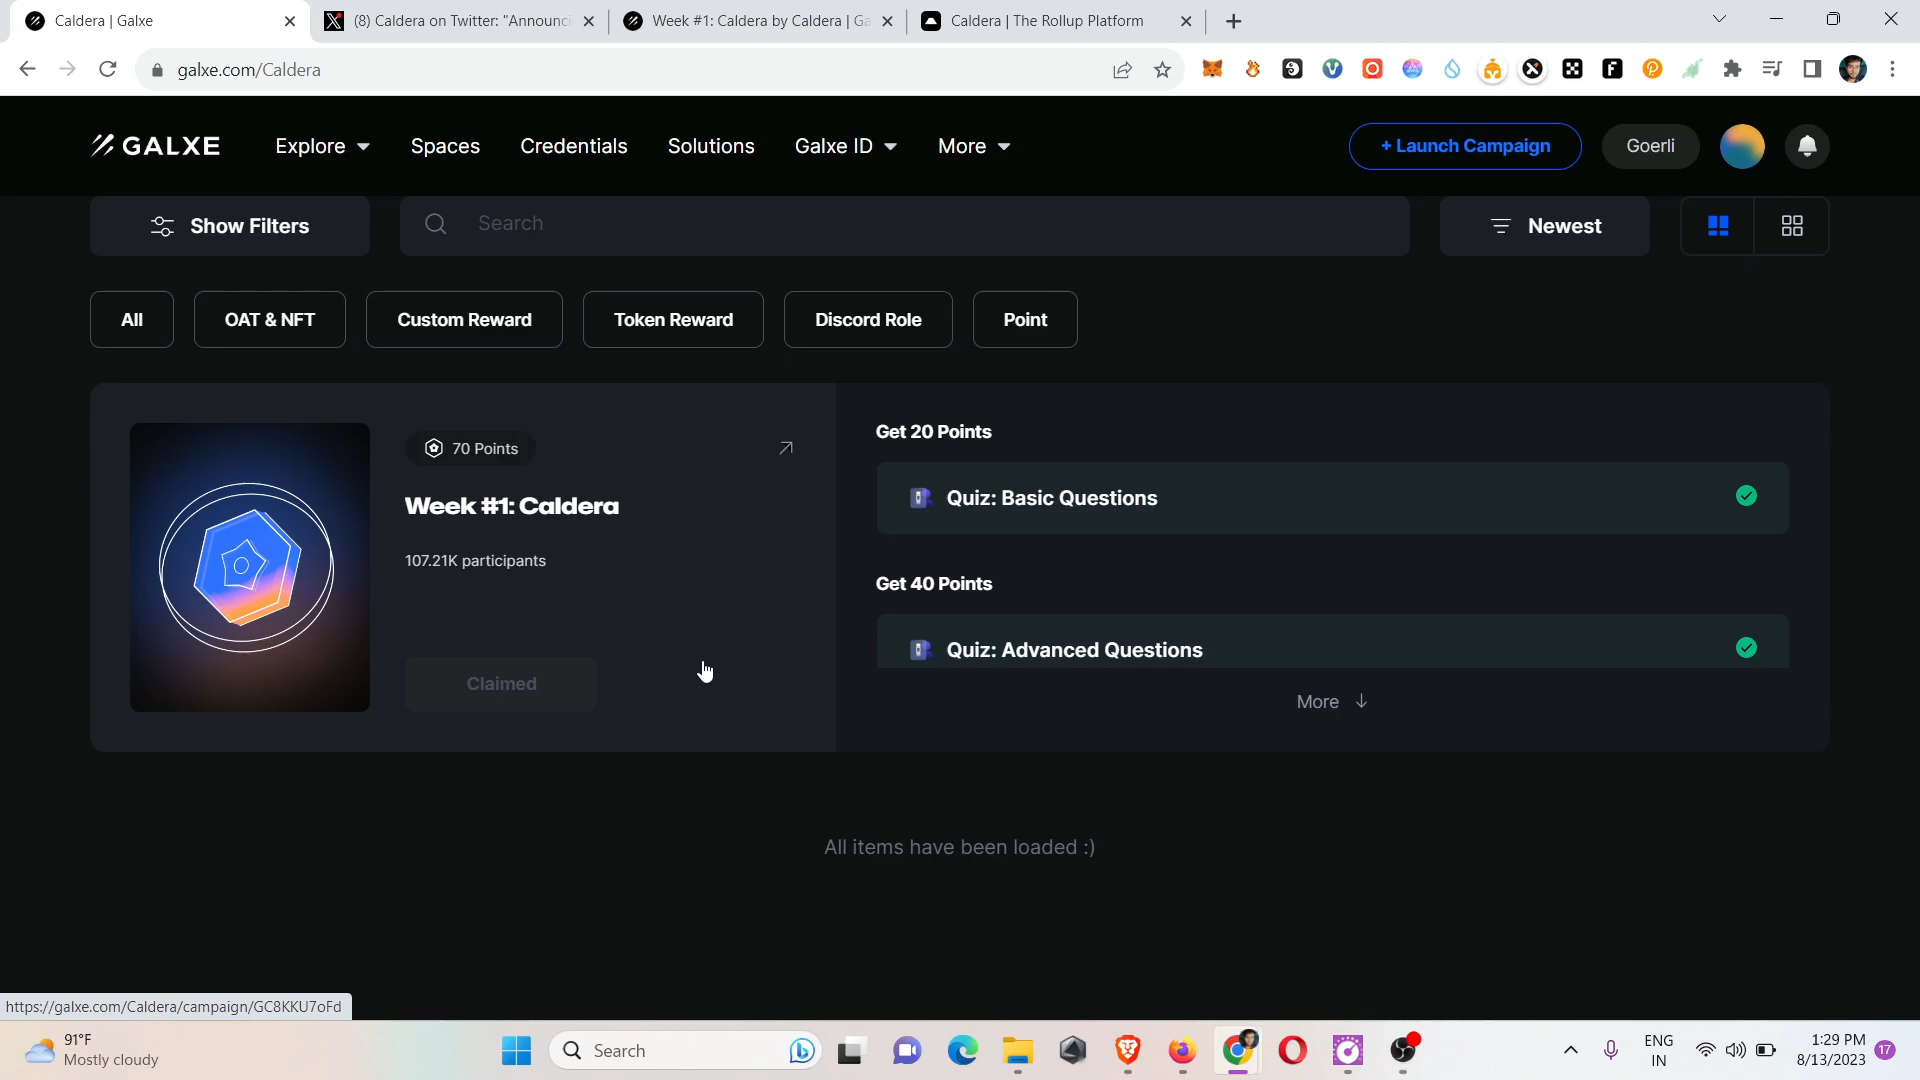 Caldera | Galxe
(8) Caldera on Twitter: "Announci
Week #1: Caldera by Caldera | Ga
Caldera | The Rollup Platform
galxe.com/Caldera
GALXE
Explore
Spaces
Credentials
Solutions
Galxe ID
More
+ Launch Campaign
Goerli
Show Filters
Search
Newest
All
OAT & NFT
Custom Reward
Token Reward
Discord Role
Point
70 Points
Week #1: Caldera
107.21K participants
Claimed
Get 20 Points
Quiz: Basic Questions
Get 40 Points
Quiz: Advanced Questions
More
All items have been loaded :)
https://galxe.com/Caldera/campaign/GC8KKU7oFd
91°F
Mostly cloudy
Search
ENG
IN
1:29 PM
8/13/2023
17